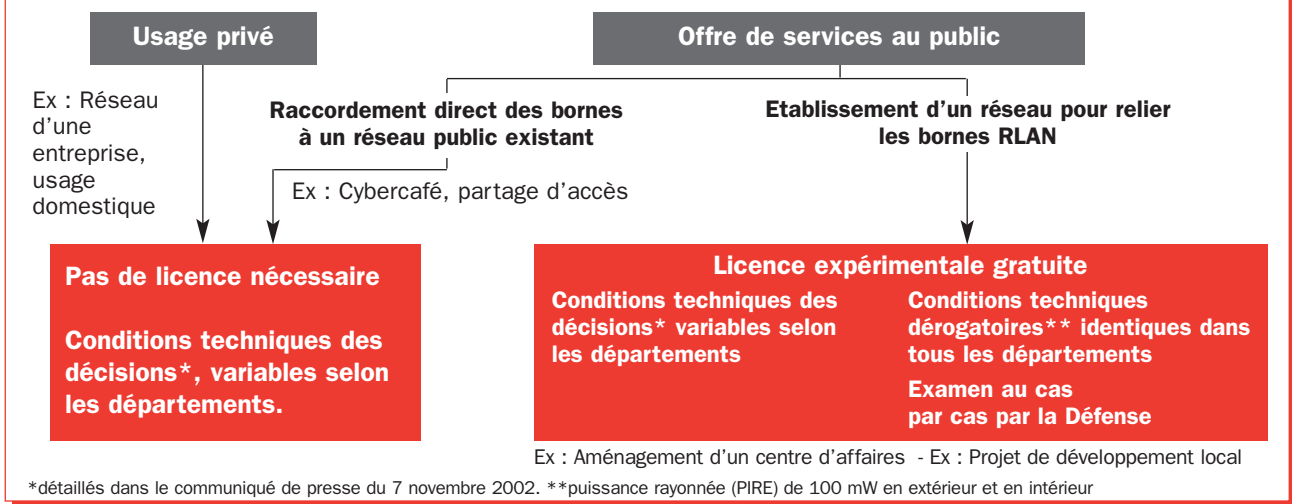 Usage privé
Offre de services au public
Ex : Réseau
d'une
entreprise,
usage
domestique
Raccordement direct des bornes
à un réseau public existant
Ex : Cybercafé, partage d'accès
Etablissement d'un réseau pour relier
les bornes RLAN
Pas de licence nécessaire
Conditions techniques des
décisions*, variables selon
les départements.
Licence expérimentale gratuite
Conditions techniques des
décisions* variables selon
les départements
Conditions techniques
dérogatoires** identiques dans
tous les départements
Examen au cas
par cas par la Défense
Ex : Aménagement d'un centre d'affaires - Ex : Projet de développement local
*détaillés dans le communiqué de presse du 7 novembre 2002. **puissance rayonnée (PIRE) de 100 mW en extérieur et en intérieur